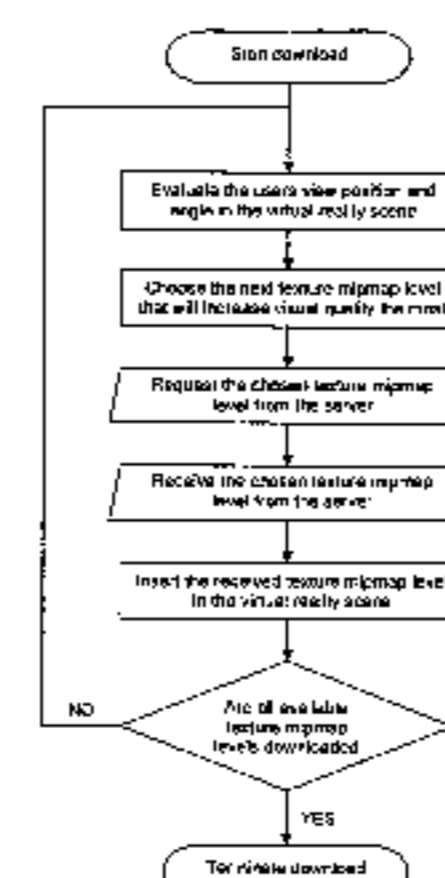 Start download
Evaluate the users view position and
angle in the virtual reality scene
Choose the next texture mipmap level
that will increase visual quality the most
Request the chosen texture mipmap
level from the server
Receive the chosen texture mipmap
level from the server
Insert the received texture mipmap level
in the virtual reality scene
Are all available
texture mipmap
levels downloaded
NO
YES
Terminate download